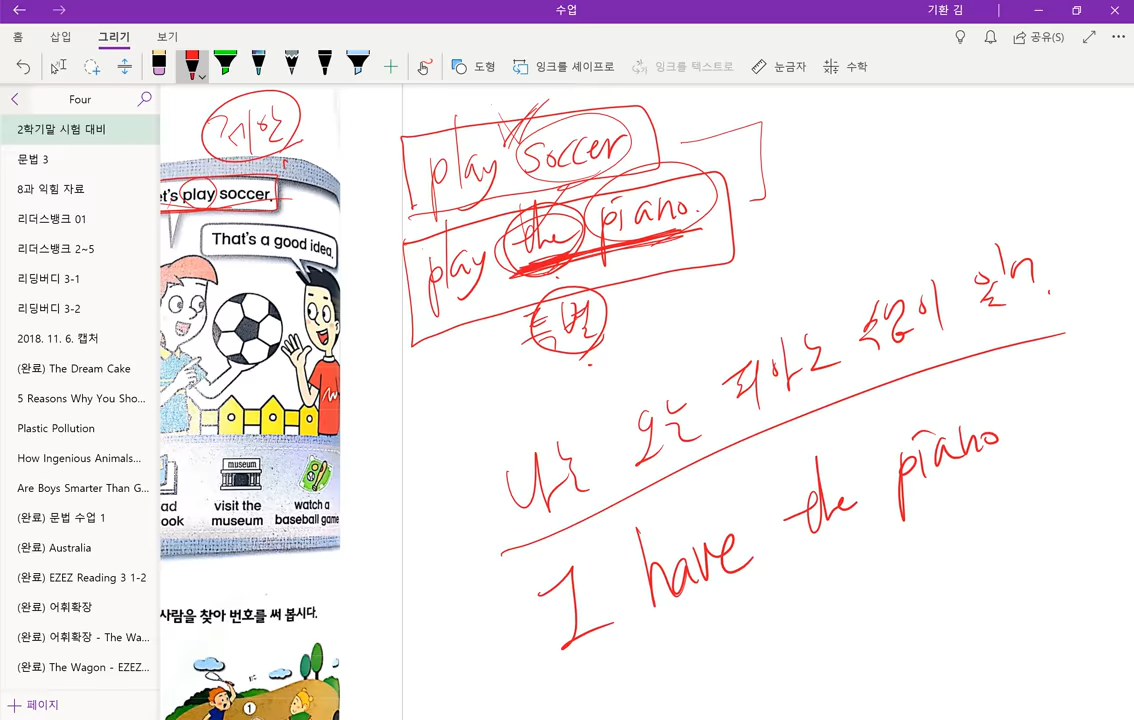 수업
기환 김
홈 삽입 그리기 보기
공유(S)
도형 잉크를 셰이프로 잉크를 텍스트로 눈금자 수학
Four
2학기말 시험 대비
문법 3
8과 익힘 자료
리더스뱅크 01
리더스뱅크 2~5
리딩버디 3-1
리딩버디 3-2
2018. 11. 6. 캡처
(완료) The Dream Cake
5 Reasons Why You Sho...
Plastic Pollution
How Ingenious Animals...
Are Boys Smarter Than G...
(완료) 문법 수업 1
(완료) Australia
(완료) EZEZ Reading 3 1-2
(완료) 어휘확장
(완료) 어휘확장 - The Wa...
(완료) The Wagon - EZEZ...
페이지
제안
et's play soccer.
That's a good idea.
museum
ad
ook
visit the
museum
watch a
baseball game
사람을 찾아 번호를 써 봅시다.
1
play soccer
play the piano.
특별
나는 오늘 피아노 수업이 있어.
I have the piano